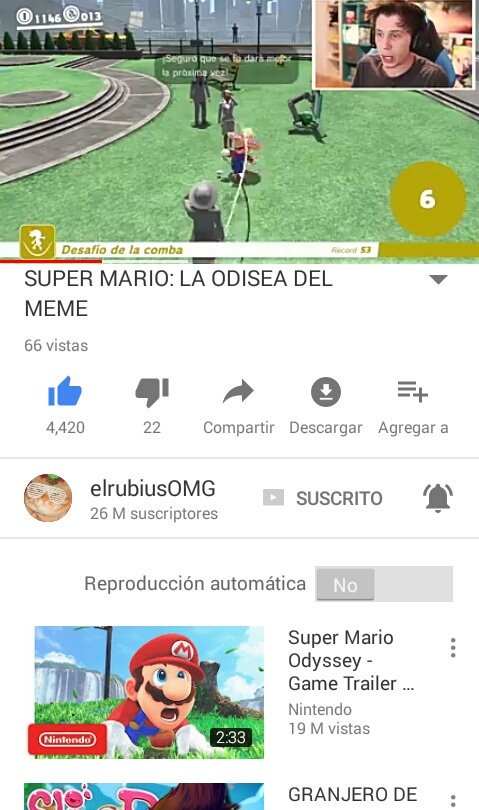 1146 013
¡Seguro que se te dará mejor
la próxima vez!
6
Desafío de la comba
Récord 53
SUPER MARIO: LA ODISEA DEL
MEME
66 vistas
4,420
22
Compartir
Descargar
Agregar a
elrubiusOMG
26 M suscriptores
SUSCRITO
Reproducción automática
No
Super Mario
Odyssey -
Game Trailer ...
Nintendo
19 M vistas
Nintendo
2:33
GRANJERO DE